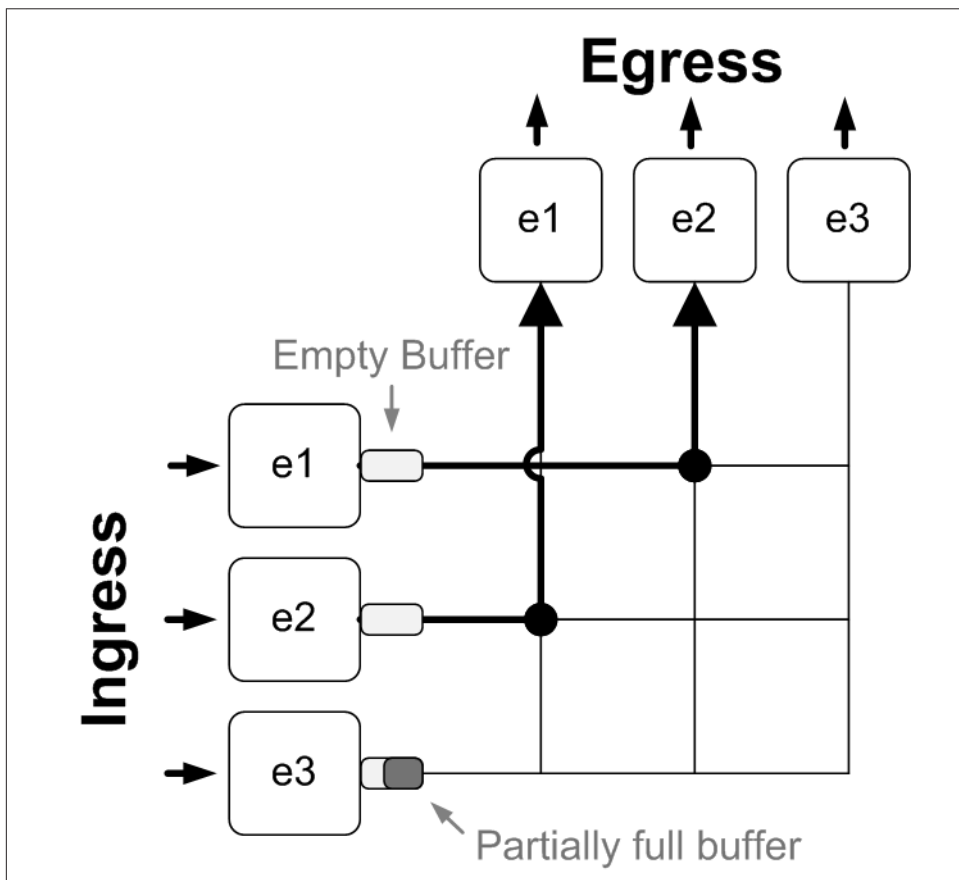 Egress
e1
e2
e3
Empty Buffer
e1
Ingress
e2
e3
Partially full buffer